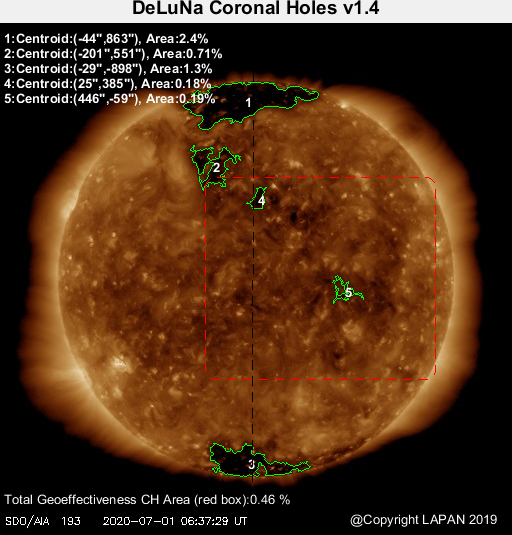 DeLuNa Coronal Holes v1.4
1:Centroid:(-44",863"), Area:2.4%
2:Centroid:(-201",551"), Area:0.71%
3:Centroid:(-29",-898"), Area:1.3%
4:Centroid:(25",385"), Area:0.18%
5:Centroid:(446",-59"), Area:0.19%
1
2
4
5
3
Total Geoeffectiveness CH Area (red box):0.46 %
SDO/AIA 193 2020-07-01 06:37:29 UT
@Copyright LAPAN 2019